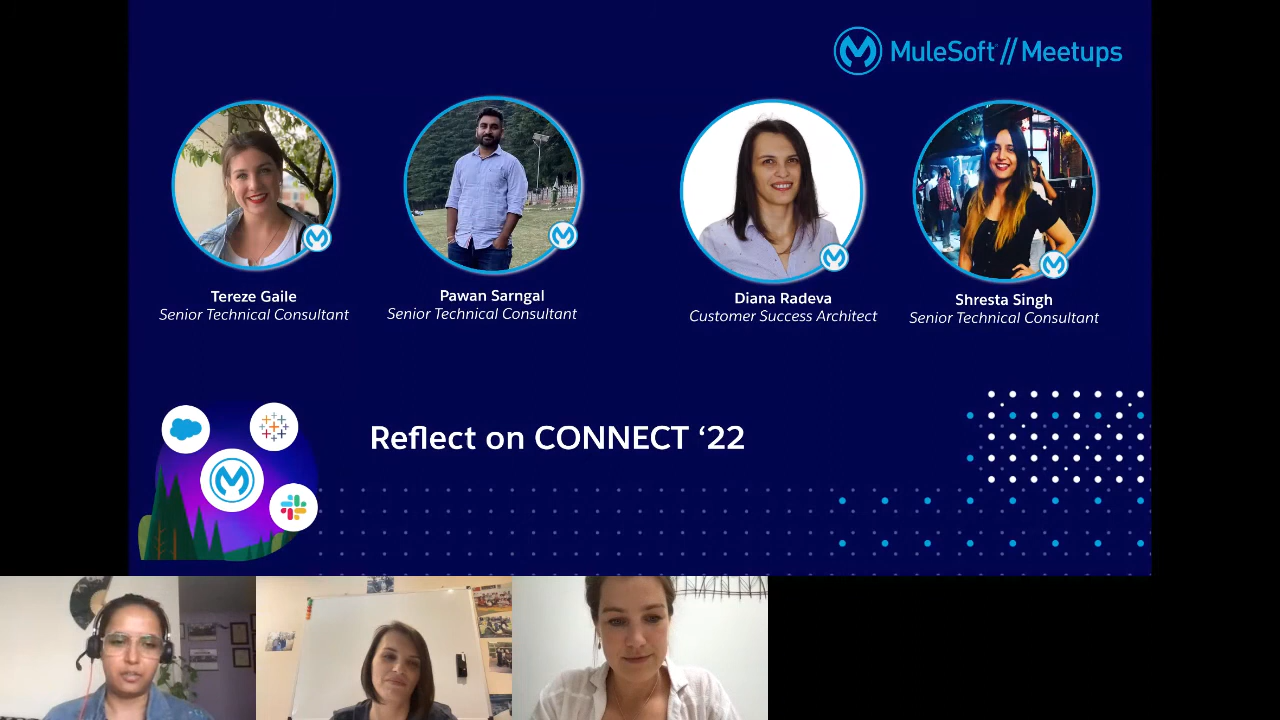 MuleSoft // Meetups
Tereze Gaile
Senior Technical Consultant
Pawan Sarngal
Senior Technical Consultant
Diana Radeva
Customer Success Architect
Shresta Singh
Senior Technical Consultant
Reflect on CONNECT ‘22